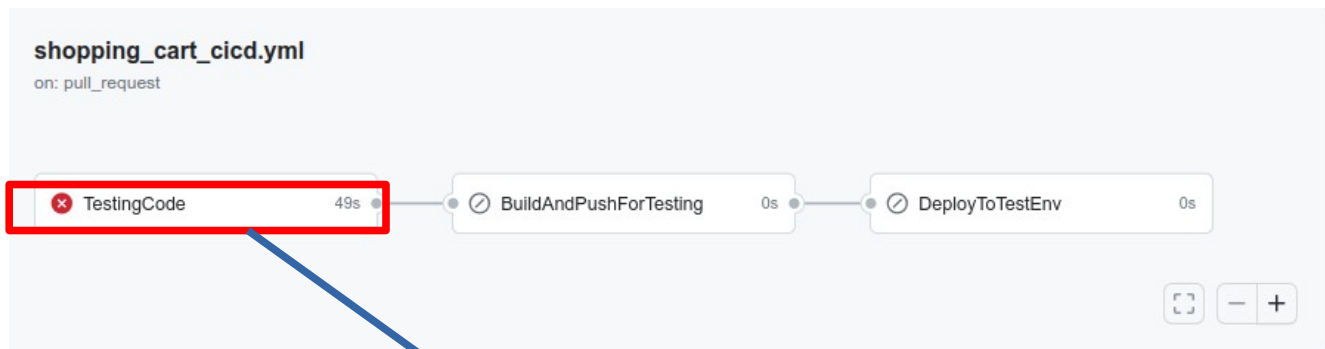 shopping_cart_cicd.yml
on: pull_request
TestingCode 49s
BuildAndPushForTesting 0s
DeployToTestEnv 0s